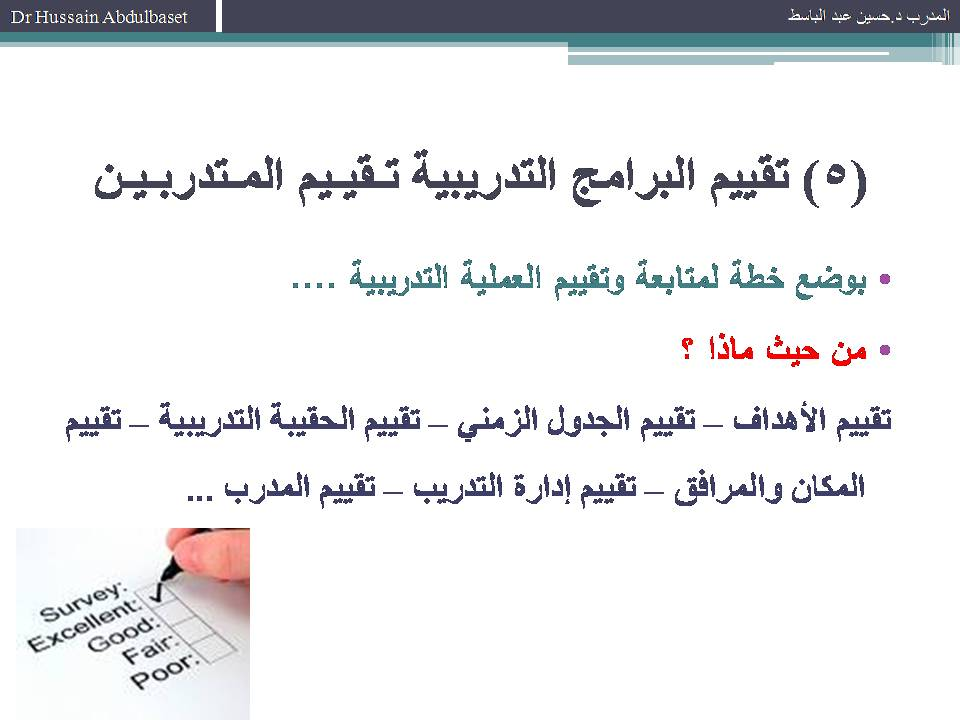 Dr Hussain Abdulbaset
المدرب د.حسين عبد الباسط
(٥) تقييم البرامج التدريبية تـقيـيم المـتدربـيـن
• بوضع خطة لمتابعة وتقييم العملية التدريبية ....
• من حيث ماذا ؟
تقييم الأهداف – تقييم الجدول الزمني – تقييم الحقيبة التدريبية – تقييم
المكان والمرافق – تقييم إدارة التدريب – تقييم المدرب ...
Survey:
Excellent:
Good:
Fair:
Poor: